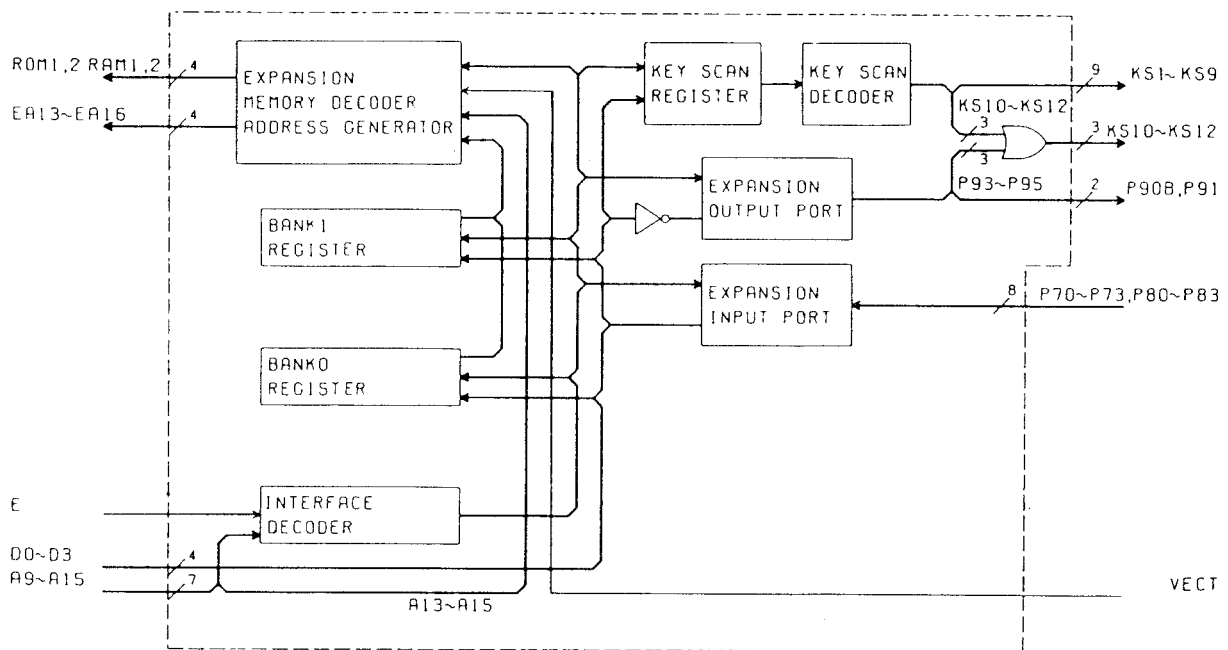 ROM1,2 RAM1,2
4
EXPANSION
MEMORY DECODER
ADDRESS GENERATOR
EA13~EA16
4
KEY SCAN
REGISTER
KEY SCAN
DECODER
9
KS1~KS9
KS10~KS12
3
3
3
KS10~KS12
P93~P95
2
P908,P91
EXPANSION
OUTPUT PORT
BANK1
REGISTER
EXPANSION
INPUT PORT
8
P70~P73,P80~P83
BANK0
REGISTER
E
INTERFACE
DECODER
D0~D3
4
A9~A15
7
A13~A15
VECT